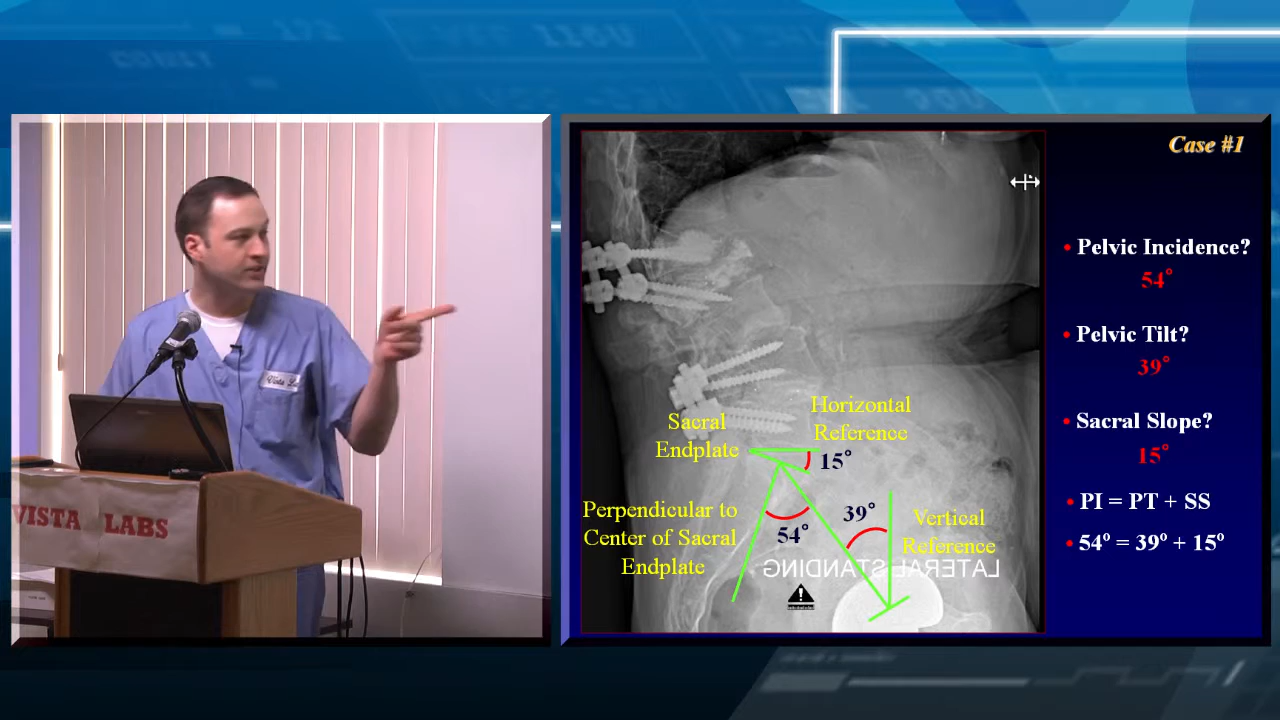 VISTA LABS
Case #1
Sacral
Endplate
Horizontal
Reference
15°
Perpendicular to
Center of Sacral
Endplate
54°
39°
Vertical
Reference
LATERAL STANDING
• Pelvic Incidence?
54°
• Pelvic Tilt?
39°
• Sacral Slope?
15°
• PI = PT + SS
• 54° = 39° + 15°